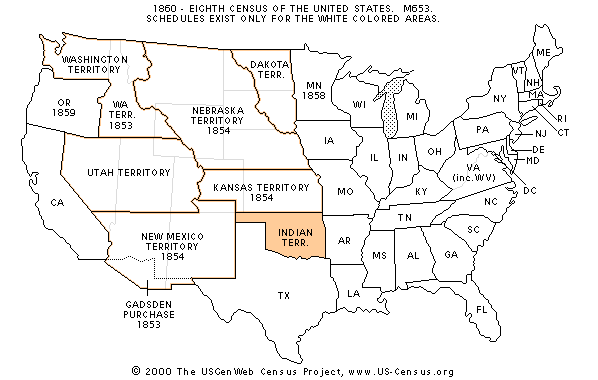 1860 - EIGHTH CENSUS OF THE UNITED STATES.  M653.
SCHEDULES EXIST ONLY FOR THE WHITE COLORED AREAS.
WASHINGTON
TERRITORY
OR
1859
WA
TERR.
1853
DAKOTA
TERR.
NEBRASKA
TERRITORY
1854
MN
1858
WI
MI
IA
UTAH TERRITORY
CA
KANSAS TERRITORY
1854
NEW MEXICO
TERRITORY
1854
GADSDEN
PURCHASE
1853
INDIAN
TERR.
TX
MO
AR
LA
IL
IN
OH
KY
TN
MS
AL
GA
FL
SC
NC
VA
(inc.WV)
PA
NY
VT
NH
ME
MA
RI
CT
NJ
DE
MD
DC
© 2000 The USGenWeb Census Project, www.US-Census.org